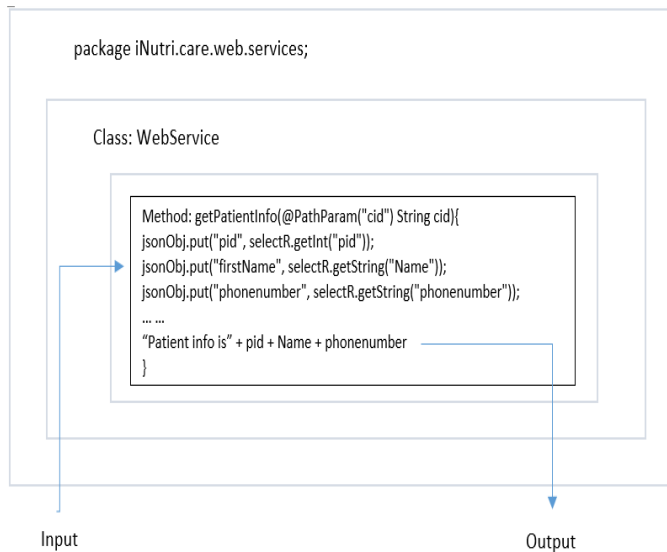 package iNutri.care.web.services;
Class: WebService
Method: getPatientInfo(@PathParam("cid") String cid){
jsonObj.put("pid", selectR.getInt("pid"));
jsonObj.put("firstName", selectR.getString("Name"));
jsonObj.put("phonenumber", selectR.getString("phonenumber"));
... ...
“Patient info is” + pid + Name + phonenumber
}
Input
Output